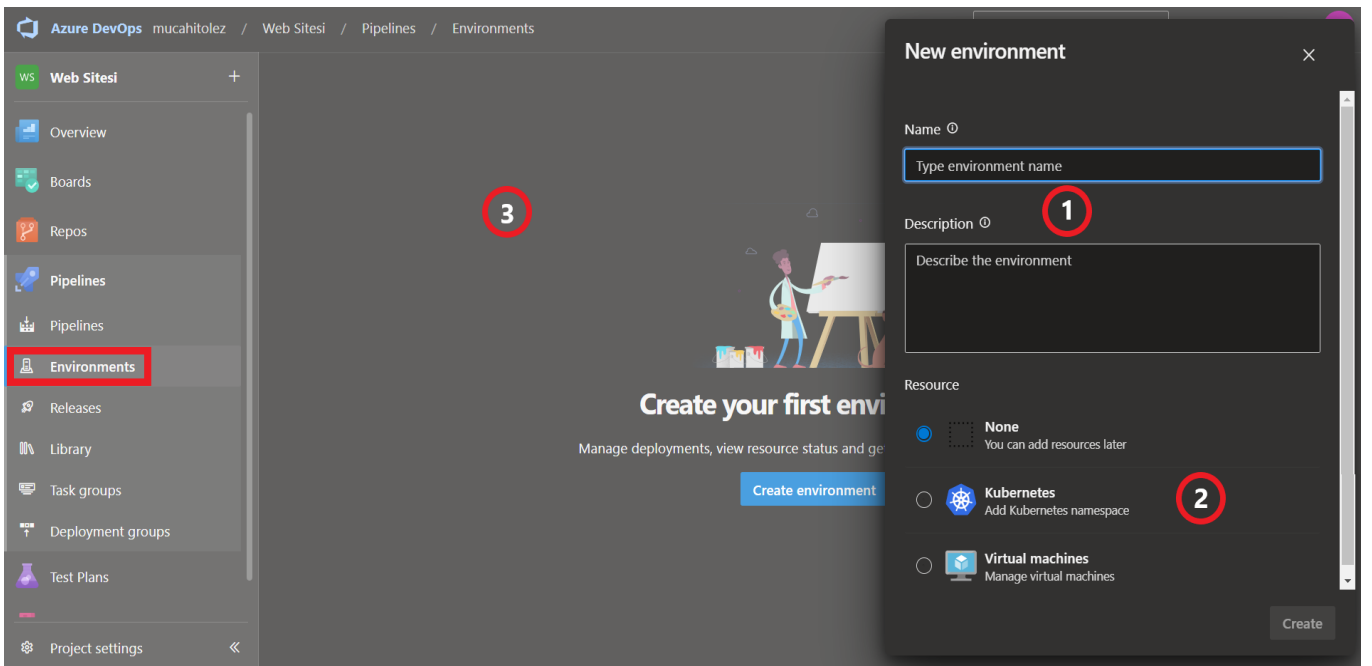 Azure DevOps mucahitolez / Web Sitesi / Pipelines / Environments
WS Web Sitesi +
Overview
Boards
Repos
Pipelines
Pipelines
Environments
Releases
Library
Task groups
Deployment groups
Test Plans
Project settings
3
Create your first envi
Manage deployments, view resource status and ge
Create environment
New environment
Name
Type environment name
1
Description
Describe the environment
Resource
None
You can add resources later
Kubernetes
Add Kubernetes namespace
2
Virtual machines
Manage virtual machines
Create